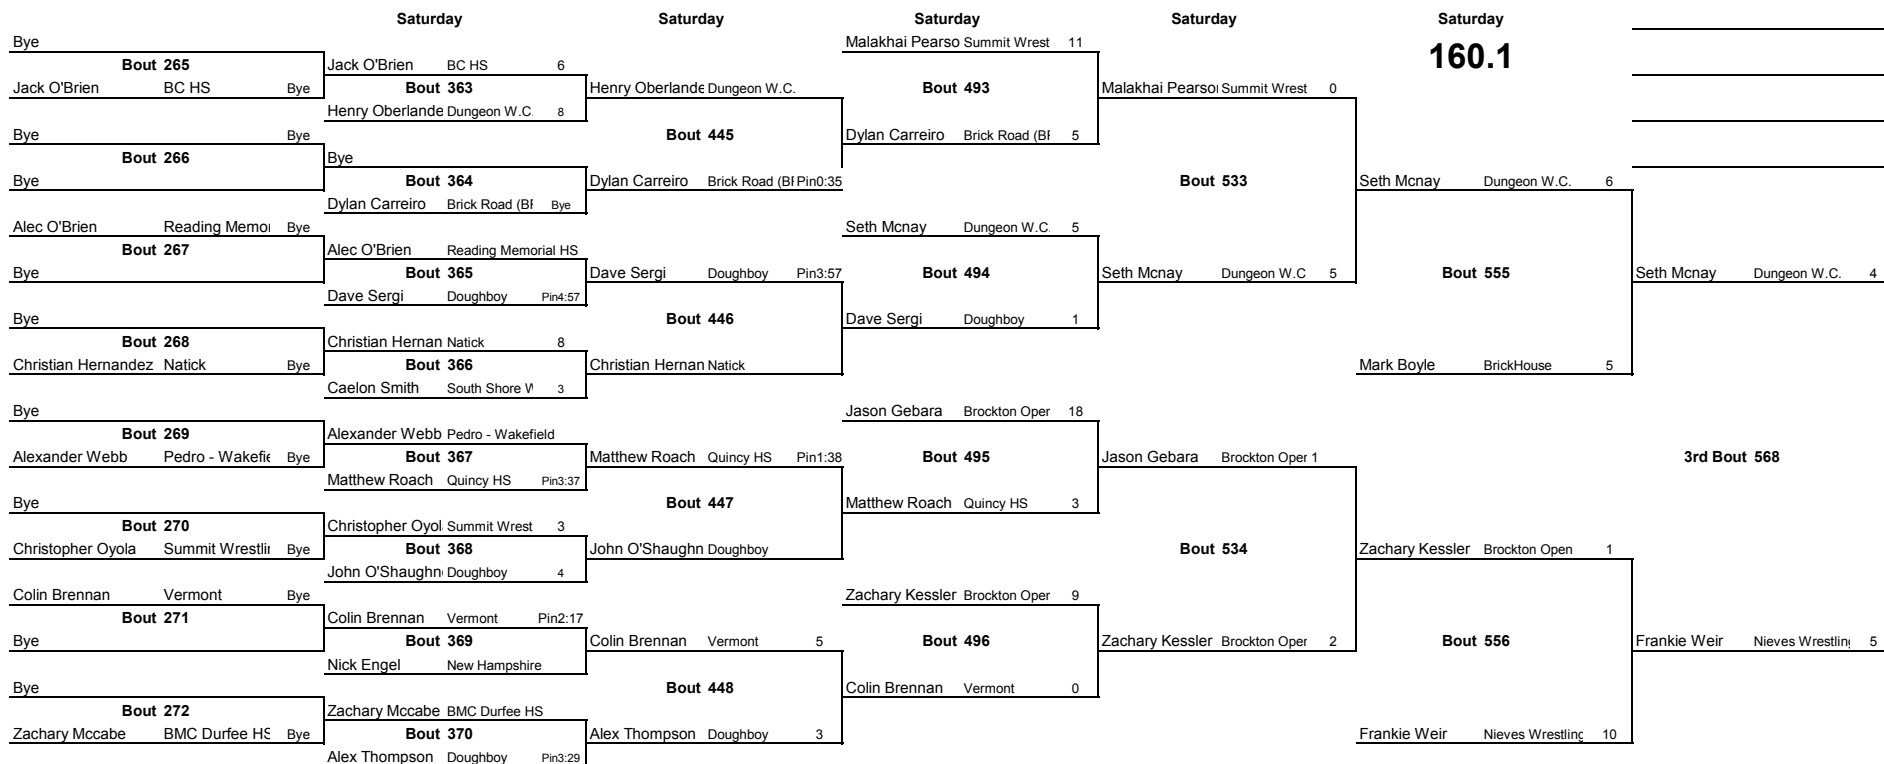 Saturday Saturday Saturday Saturday Saturday
Bye Malakhai Pearso Summit Wrest 11 160.1
Bout 265 Jack O'Brien BC HS 6
Jack O'Brien BC HS Bye Bout 363 Henry Oberlande Dungeon W.C. Bout 493 Malakhai Pearso Summit Wrest 0
Henry Oberlande Dungeon W.C. 8
Bye Bye Bout 445 Dylan Carreiro Brick Road (BF 5
Bout 266 Bye
Bye Bout 364 Dylan Carreiro Brick Road (BF Pin0:35 Bout 533 Seth Mcnay Dungeon W.C. 6
Dylan Carreiro Brick Road (BF Bye
Alec O'Brien Reading Memor Bye Seth Mcnay Dungeon W.C. 5
Bout 267 Alec O'Brien Reading Memorial HS
Bye Bout 365 Dave Sergi Doughboy Pin3:57 Bout 494 Seth Mcnay Dungeon W.C 5 Bout 555 Seth Mcnay Dungeon W.C. 4
Dave Sergi Doughboy Pin4:57
Bye Bout 446 Dave Sergi Doughboy 1
Bout 268 Christian Hernan Natick 8
Christian Hernandez Natick Bye Bout 366 Christian Hernan Natick Mark Boyle BrickHouse 5
Caelon Smith South Shore W 3
Bye Jason Gebara Brockton Oper 18
Bout 269 Alexander Webb Pedro - Wakefield
Alexander Webb Pedro - Wakefie Bye Bout 367 Matthew Roach Quincy HS Pin1:38 Bout 495 Jason Gebara Brockton Oper 1 3rd Bout 568
Matthew Roach Quincy HS Pin3:37
Bye Bout 447 Matthew Roach Quincy HS 3
Bout 270 Christopher Oyol Summit Wrest 3
Christopher Oyola Summit Wrestlin Bye Bout 368 John O'Shaughn Doughboy Bout 534 Zachary Kessler Brockton Open 1
John O'Shaughn Doughboy 4
Colin Brennan Vermont Bye Zachary Kessler Brockton Oper 9
Bout 271 Colin Brennan Vermont Pin2:17
Bye Bout 369 Colin Brennan Vermont 5 Bout 496 Zachary Kessler Brockton Oper 2 Bout 556 Frankie Weir Nieves Wrestling 5
Nick Engel New Hampshire
Bye Bout 448 Colin Brennan Vermont 0
Bout 272 Zachary Mccabe BMC Durfee HS
Zachary Mccabe BMC Durfee HS Bye Bout 370 Alex Thompson Doughboy 3 Frankie Weir Nieves Wrestling 10
Alex Thompson Doughboy Pin3:29